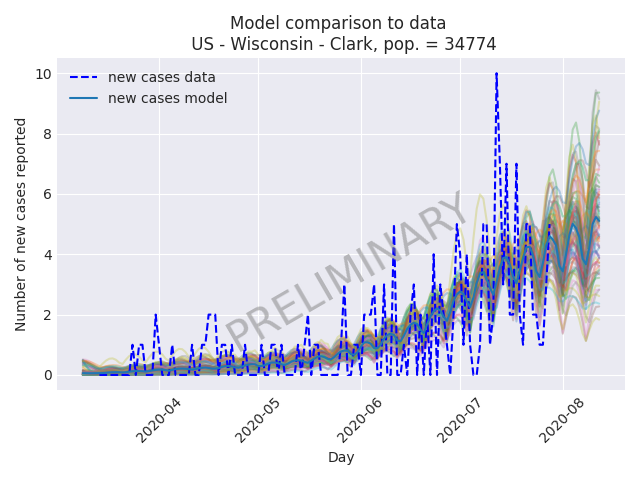 Model comparison to data
US - Wisconsin - Clark, pop. = 34774
new cases data
new cases model
10
8
6
4
2
0
Number of new cases reported
PRELIMINARY
2020-04
2020-05
2020-06
2020-07
2020-08
Day